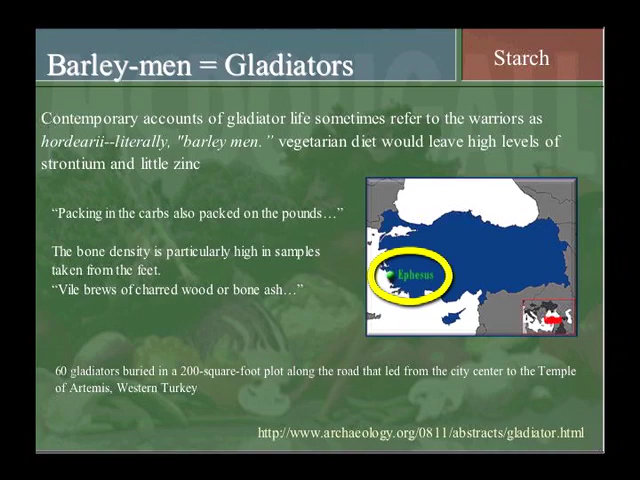 Barley-men = Gladiators
Starch
Contemporary accounts of gladiator life sometimes refer to the warriors as
hordearii--literally, "barley men." vegetarian diet would leave high levels of
strontium and little zinc
“Packing in the carbs also packed on the pounds…”
The bone density is particularly high in samples
taken from the feet.
“Vile brews of charred wood or bone ash…”
Ephesus
60 gladiators buried in a 200-square-foot plot along the road that led from the city center to the Temple
of Artemis, Western Turkey
http://www.archaeology.org/0811/abstracts/gladiator.html